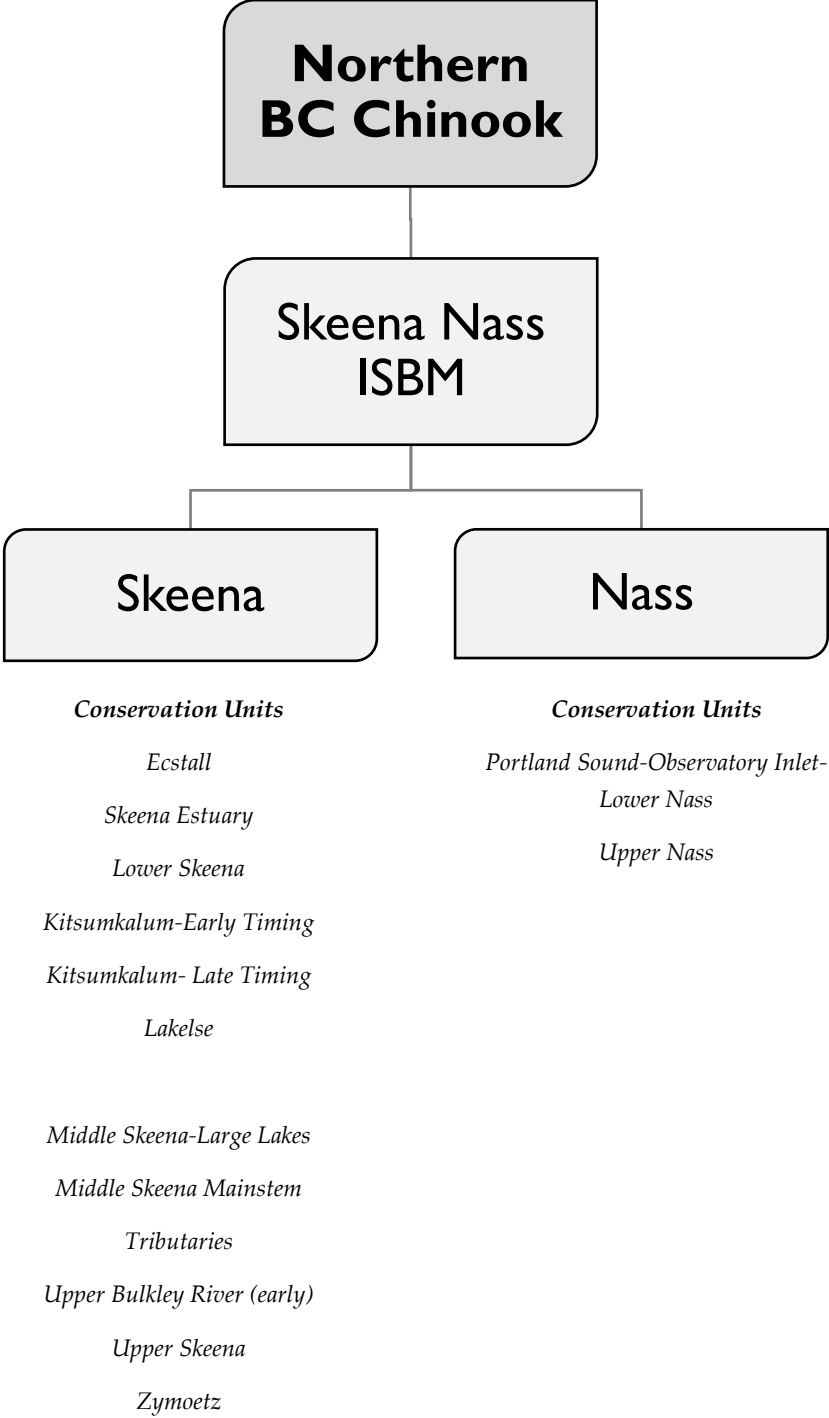 Northern
BC Chinook
Skeena Nass
ISBM
Skeena
Nass
Conservation Units
Ecstall
Skeena Estuary
Lower Skeena
Kitsumkalum-Early Timing
Kitsumkalum- Late Timing
Lakelse
Middle Skeena-Large Lakes
Middle Skeena Mainstem
Tributaries
Upper Bulkley River (early)
Upper Skeena
Zymoetz
Conservation Units
Portland Sound-Observatory Inlet-
Lower Nass
Upper Nass